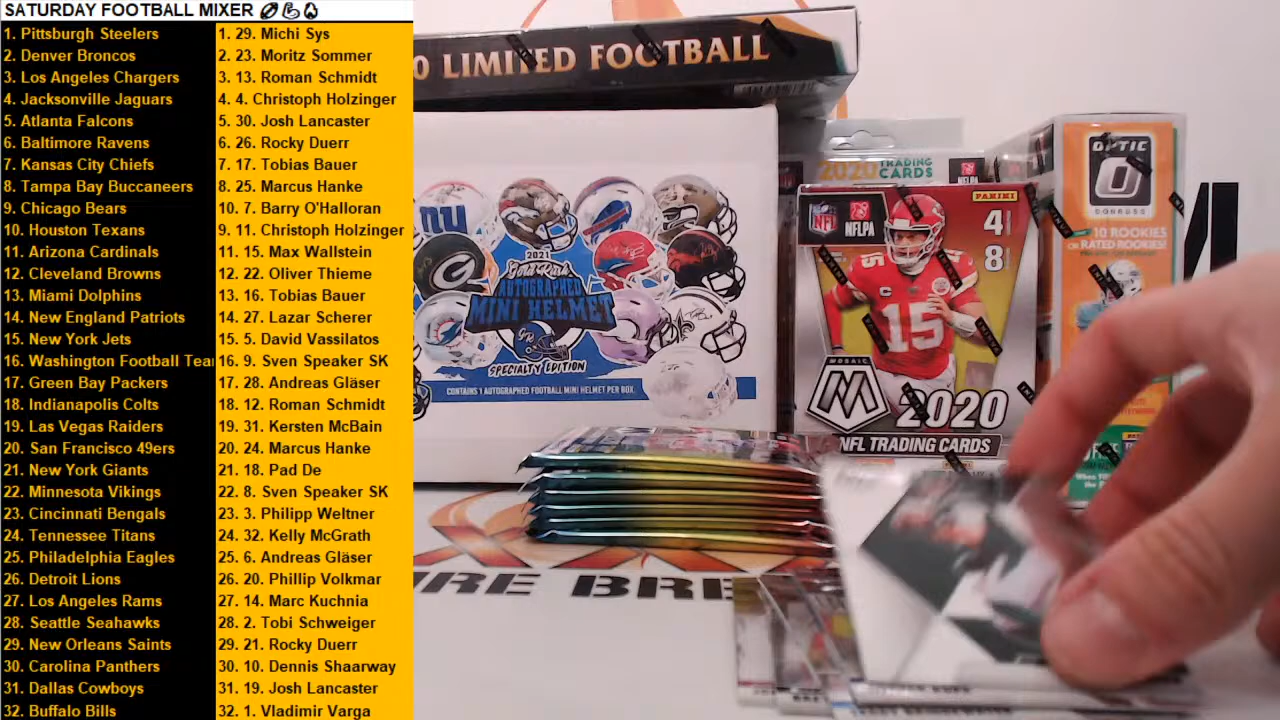 SATURDAY FOOTBALL MIXER
1. Pittsburgh Steelers
2. Denver Broncos
3. Los Angeles Chargers
4. Jacksonville Jaguars
5. Atlanta Falcons
6. Baltimore Ravens
7. Kansas City Chiefs
8. Tampa Bay Buccaneers
9. Chicago Bears
10. Houston Texans
11. Arizona Cardinals
12. Cleveland Browns
13. Miami Dolphins
14. New England Patriots
15. New York Jets
16. Washington Football Tear
17. Green Bay Packers
18. Indianapolis Colts
19. Las Vegas Raiders
20. San Francisco 49ers
21. New York Giants
22. Minnesota Vikings
23. Cincinnati Bengals
24. Tennessee Titans
25. Philadelphia Eagles
26. Detroit Lions
27. Los Angeles Rams
28. Seattle Seahawks
29. New Orleans Saints
30. Carolina Panthers
31. Dallas Cowboys
32. Buffalo Bills
1. 29. Michi Sys
2. 23. Moritz Sommer
3. 13. Roman Schmidt
4. 4. Christoph Holzinger
5. 30. Josh Lancaster
6. 26. Rocky Duerr
7. 17. Tobias Bauer
8. 25. Marcus Hanke
10. 7. Barry O'Halloran
9. 11. Christoph Holzinger
11. 15. Max Wallstein
12. 22. Oliver Thieme
13. 16. Tobias Bauer
14. 27. Lazar Scherer
15. 5. David Vassilatos
16. 9. Sven Speaker SK
17. 28. Andreas Gläser
18. 12. Roman Schmidt
19. 31. Kersten McBain
20. 24. Marcus Hanke
21. 18. Pad De
22. 8. Sven Speaker SK
23. 3. Philipp Weltner
24. 32. Kelly McGrath
25. 6. Andreas Gläser
26. 20. Phillip Volkmar
27. 14. Marc Kuchnia
28. 2. Tobi Schweiger
29. 21. Rocky Duerr
30. 10. Dennis Shaarway
31. 19. Josh Lancaster
32. 1. Vladimir Varga
0 LIMITED FOOTBALL
2021
Gold Rush
AUTOGRAPHED
MINI HELMET
SPECIALTY EDITION
CONTAINS 1 AUTOGRAPHED FOOTBALL MINI HELMET PER BOX
2020 TRADING
CARDS
PANINI
NFL
NFLPA
4
8
15
MOSAIC
2020
NFL TRADING CARDS
OPTIC
DONRUSS
10 ROOKIES
OR RATED ROOKIES!
URE BRE